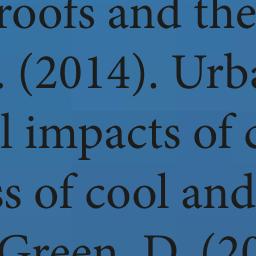 roofs and the
. (2014). Urba
l impacts of c
ss of cool and
Green, D. (20